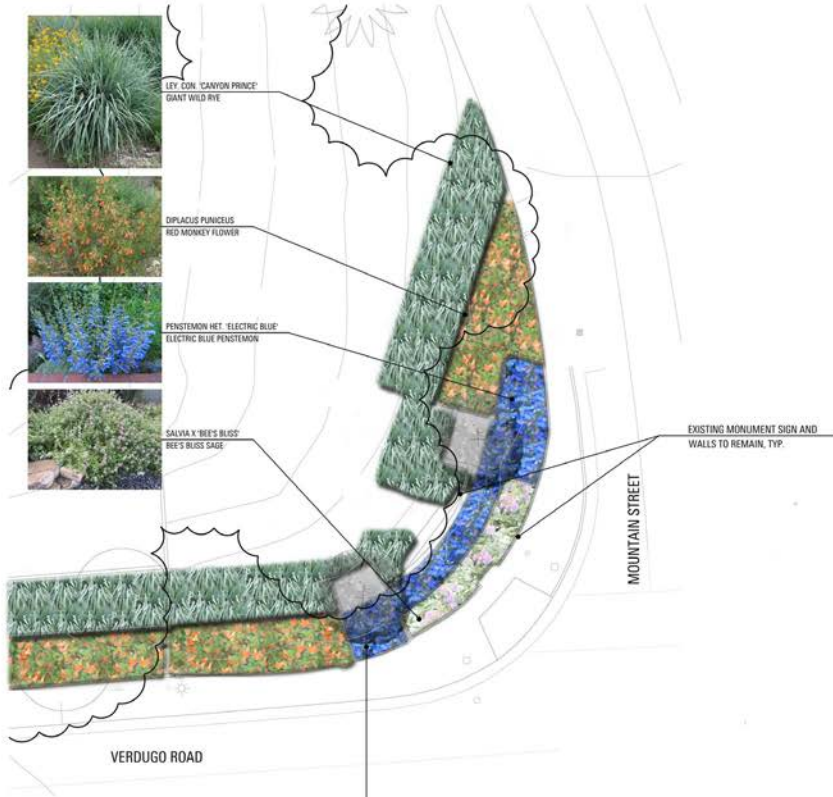 LEY. CON. 'CANYON PRINCE'
GIANT WILD RYE
DIPLACUS PUNICEUS
RED MONKEY FLOWER
PENSTEMON HET. 'ELECTRIC BLUE'
ELECTRIC BLUE PENSTEMON
SALVIA X 'BEE'S BLISS'
BEE'S BLISS SAGE
EXISTING MONUMENT SIGN AND
WALLS TO REMAIN, TYP.
MOUNTAIN STREET
VERDUGO ROAD